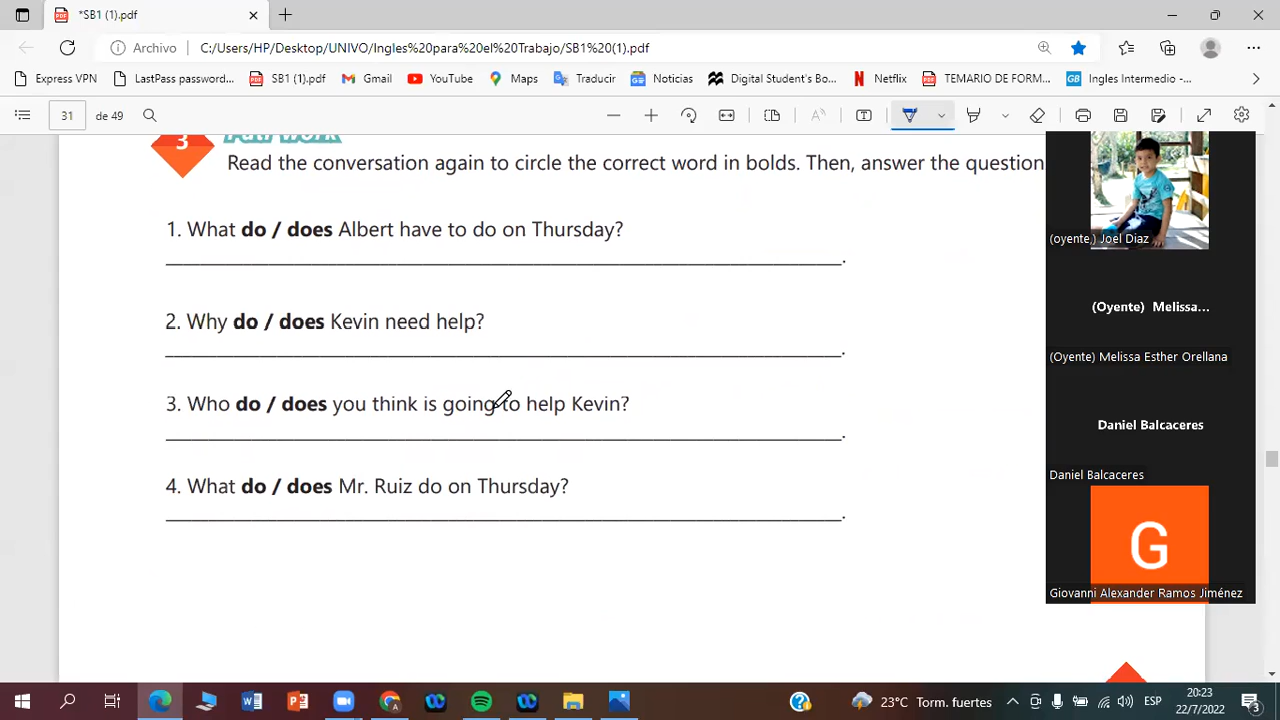 *SB1 (1).pdf
Archivo
C:/Users/HP/Desktop/UNIVO/Ingles%20para%20el%20Trabajo/SB1%20(1).pdf
Express VPN
LastPass password...
SB1 (1).pdf
Gmail
YouTube
Maps
Traducir
Noticias
Digital Student's Bo...
Netflix
TEMARIO DE FORM...
Ingles Intermedio -...
31
de 49
3
Read the conversation again to circle the correct word in bolds. Then, answer the question
1. What do / does Albert have to do on Thursday?
2. Why do / does Kevin need help?
3. Who do / does you think is going to help Kevin?
4. What do / does Mr. Ruiz do on Thursday?
(oyente,) Joel Diaz
(Oyente) Melissa...
(Oyente) Melissa Esther Orellana
Daniel Balcaceres
Daniel Balcaceres
G
Giovanni Alexander Ramos Jiménez
23°C Torm. fuertes
ESP
20:23
22/7/2022
3